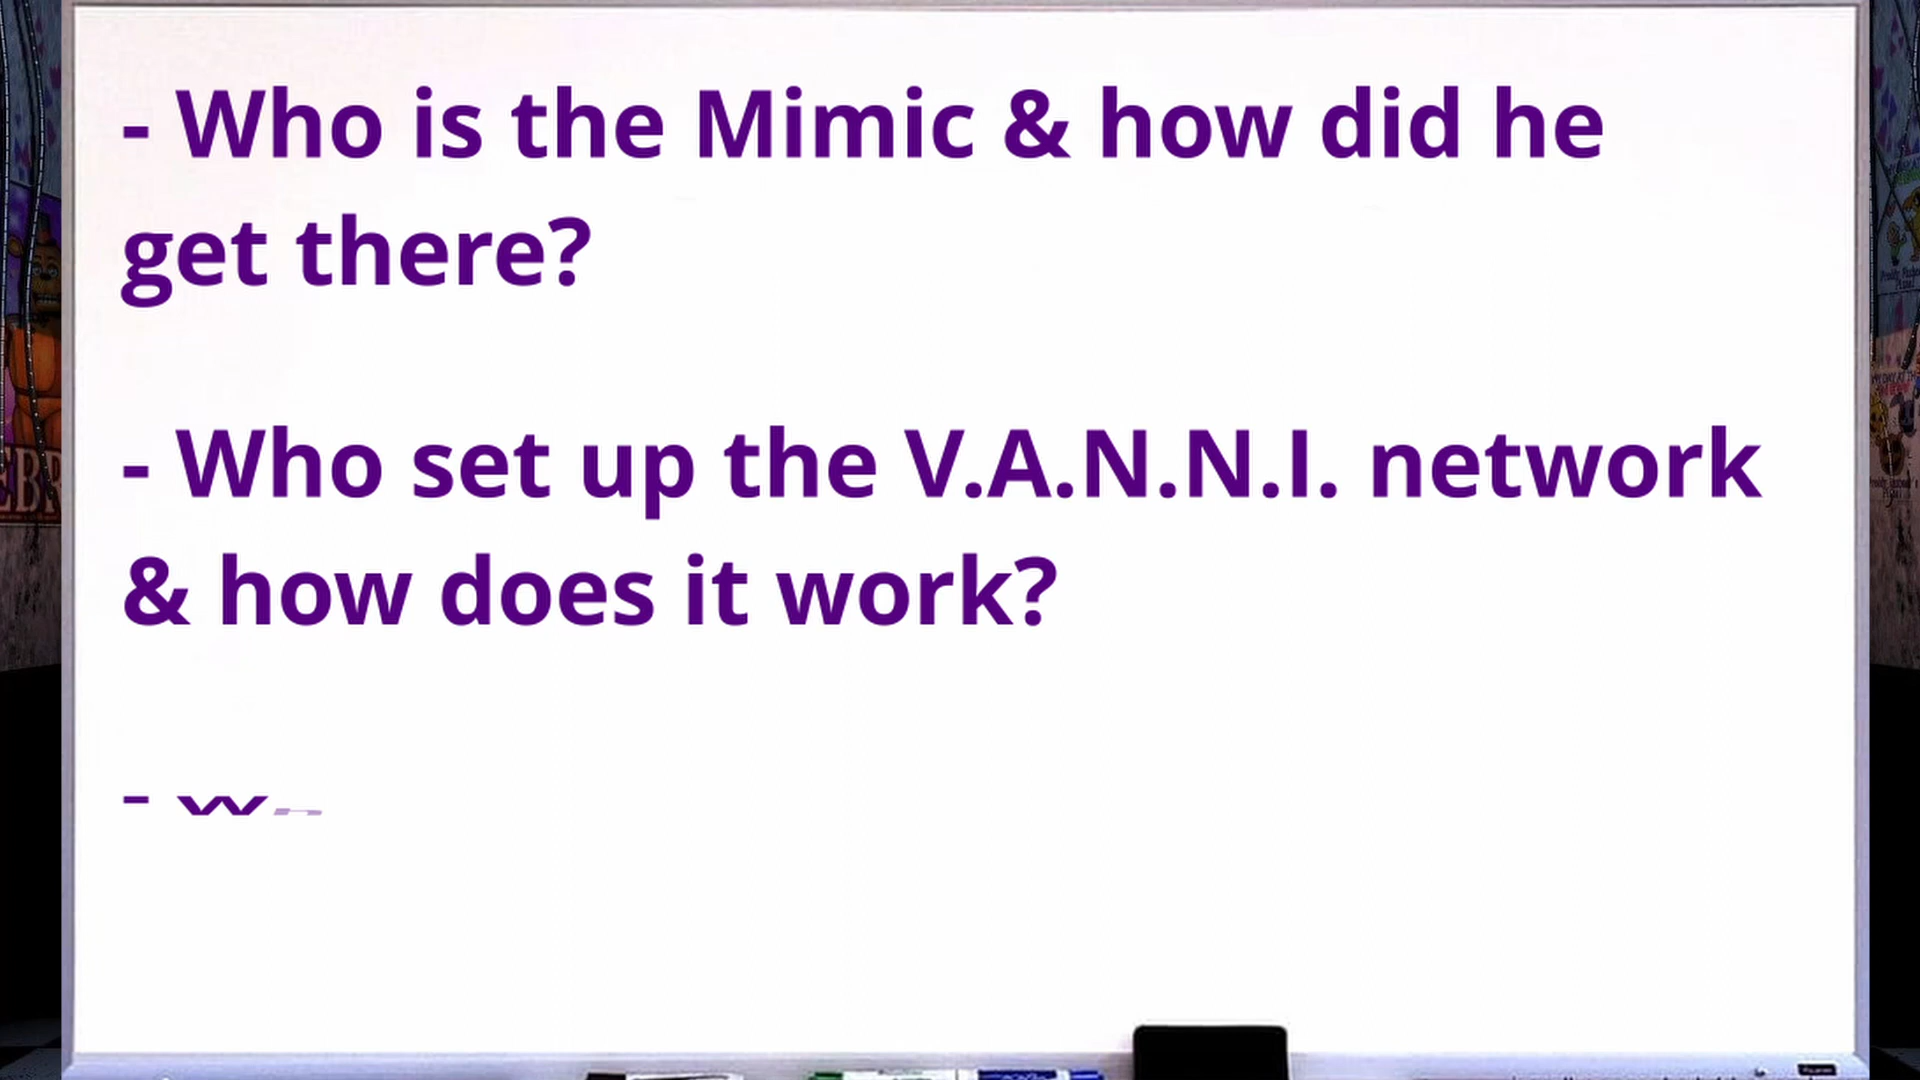 - Who is the Mimic & how did he
get there?
- Who set up the V.A.N.N.I. network
& how does it work?
-